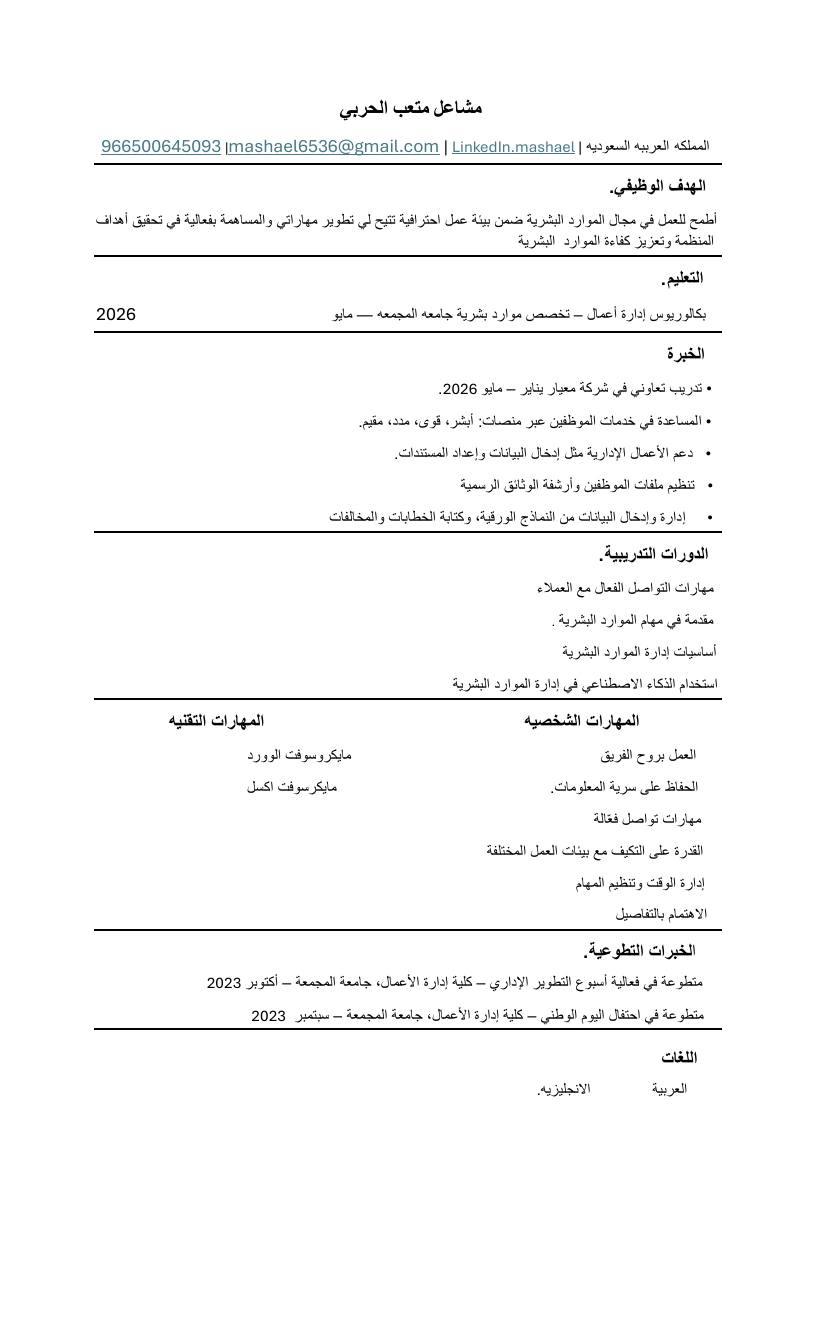 مشاعل متعب الحربي
المملكه العربيه السعوديه | LinkedIn.mashael | mashael6536@gmail.com| 966500645093
الهدف الوظيفي.
أطمح للعمل في مجال الموارد البشرية ضمن بيئة عمل احترافية تتيح لي تطوير مهاراتي والمساهمة بفعالية في تحقيق أهداف
المنظمة وتعزيز كفاءة الموارد البشرية
التعليم.
بكالوريوس إدارة أعمال – تخصص موارد بشرية جامعه المجمعه –– مايو 2026
الخبرة
• تدريب تعاوني في شركة معيار يناير – مايو 2026.
• المساعدة في خدمات الموظفين عبر منصات: أبشر، قوى، مدد، مقيم.
• دعم الأعمال الإدارية مثل إدخال البيانات وإعداد المستندات.
• تنظيم ملفات الموظفين وأرشفة الوثائق الرسمية
• إدارة وإدخال البيانات من النماذج الورقية، وكتابة الخطابات والمخالفات
الدورات التدريبية.
مهارات التواصل الفعال مع العملاء
مقدمة في مهام الموارد البشرية .
أساسيات إدارة الموارد البشرية
استخدام الذكاء الاصطناعي في إدارة الموارد البشرية
المهارات الشخصيه
العمل بروح الفريق
الحفاظ على سرية المعلومات.
مهارات تواصل فعّالة
القدرة على التكيف مع بيئات العمل المختلفة
إدارة الوقت وتنظيم المهام
الاهتمام بالتفاصيل
المهارات التقنيه
مايكروسوفت الوورد
مايكرسوفت اكسل
الخبرات التطوعية.
متطوعة في فعالية أسبوع التطوير الإداري – كلية إدارة الأعمال، جامعة المجمعة – أكتوبر 2023
متطوعة في احتفال اليوم الوطني – كلية إدارة الأعمال، جامعة المجمعة – سبتمبر 2023
اللغات
العربية الانجليزيه.